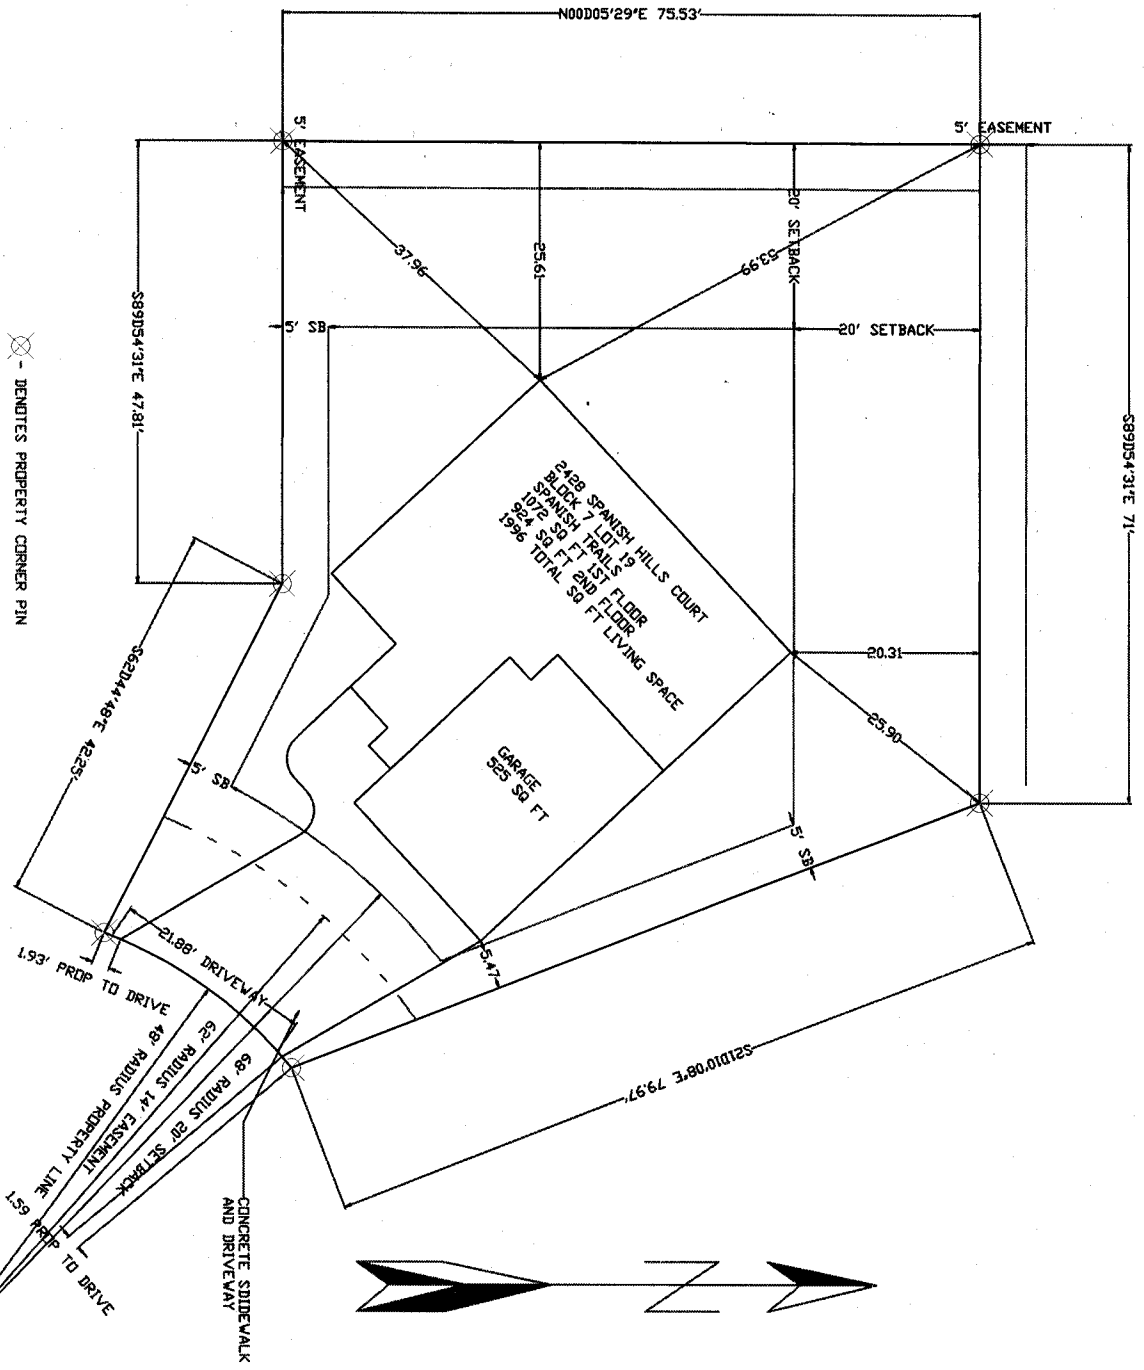 N00D05'29"E 75.53'
5' EASEMENT
5' EASEMENT
S89D54'31"E 47.81'
S89D54'31"E 71'
37.96
25.61
53.99
20' SETBACK
5' SB
20' SETBACK
DENOTES PROPERTY CORNER PIN
2428 SPANISH HILLS COURT
BLOCK 7 LOT 19
SPANISH TRAILS
1072 SQ FT 1ST FLOOR
924 SQ FT 2ND FLOOR
1996 TOTAL SQ FT LIVING SPACE
20.31
25.90
S62D44'48"E 42.25'
5' SB
GARAGE
525 SQ FT
5' SB
5.47
21.88' DRIVEWAY
1.93' PROP TO DRIVE
48' RADIUS PROPERTY LINE
62' RADIUS 14' EASEMENT
68' RADIUS 20' SETBACK
1.59 PROP TO DRIVE
S21D10'08"E 79.97'
CONCRETE SDIDEWALK
AND DRIVEWAY
N